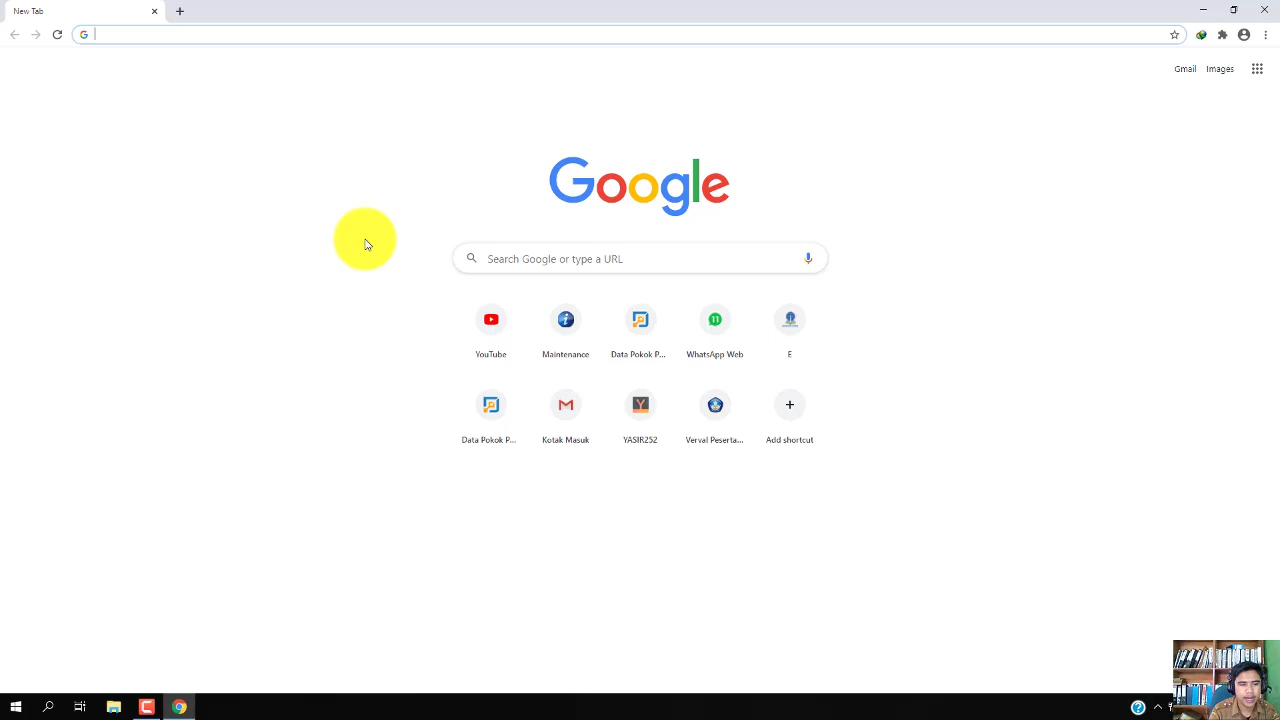 New Tab
Gmail Images
Google
Search Google or type a URL
YouTube
Maintenance
Data Pokok P...
WhatsApp Web
E
Data Pokok P...
Kotak Masuk
YASIR252
Verval Peserta...
Add shortcut